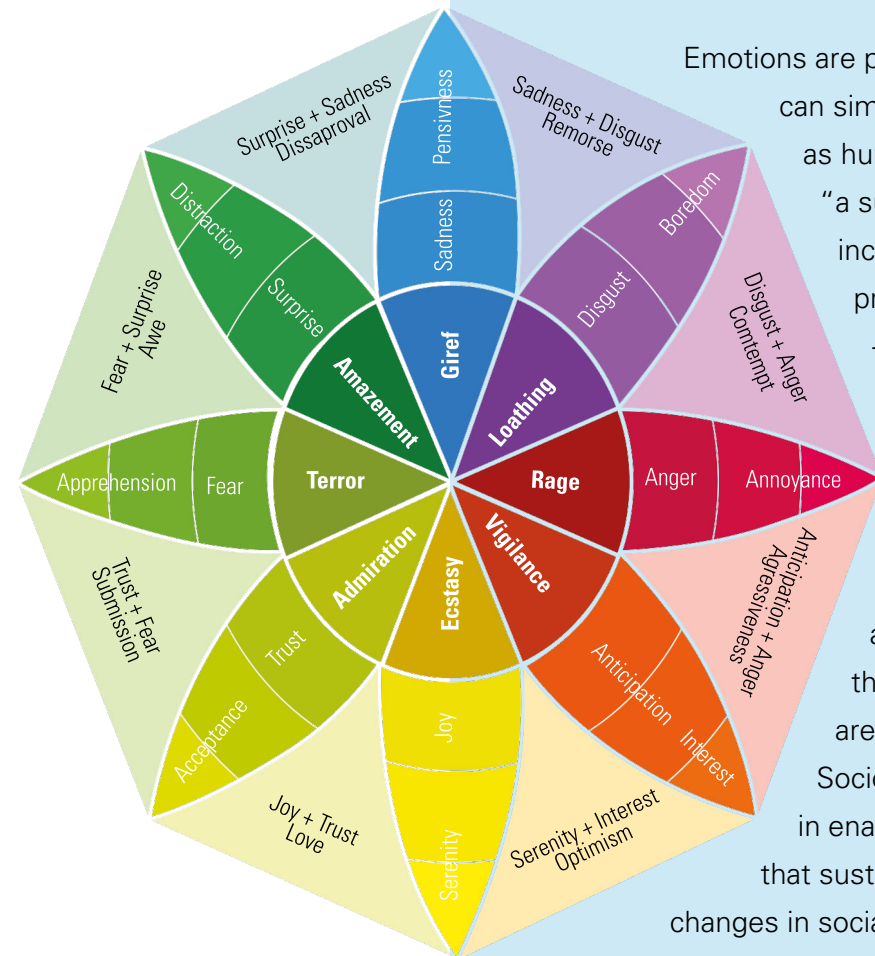 Surprise + Sadness
Dissaproval
Sadness + Disgust
Remorse
Disgust + Anger
Comtempt
Anticipation + Anger
Agressiveness
Serenity + Interest
Optimism
Joy + Trust
Love
Trust + Fear
Submission
Fear + Surprise
Awe
Pensivness
Sadness
Giref
Boredom
Disgust
Loathing
Annoyance
Anger
Rage
Interest
Anticipation
Vigilance
Serenity
Joy
Ecstasy
Acceptance
Trust
Admiration
Apprehension
Fear
Terror
Distraction
Surprise
Amazement
Emotions are p
can sim
as hu
“a su
inc
pr
a
th
are
Socie
in ena
that sust
changes in socia